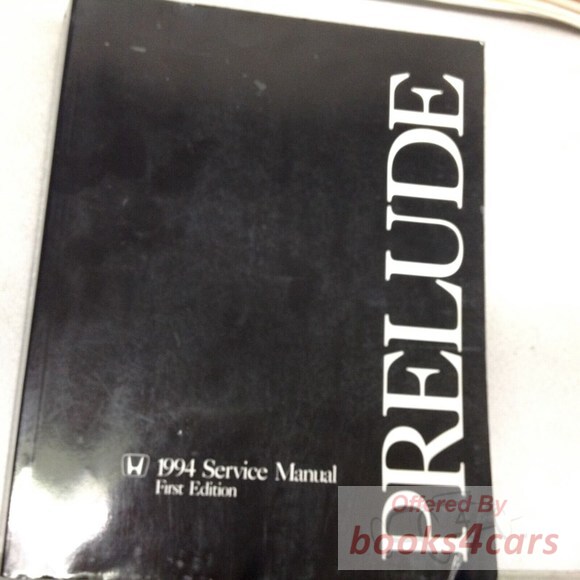 PRELUDE
1994 Service Manual
First Edition
Offered By
books4cars